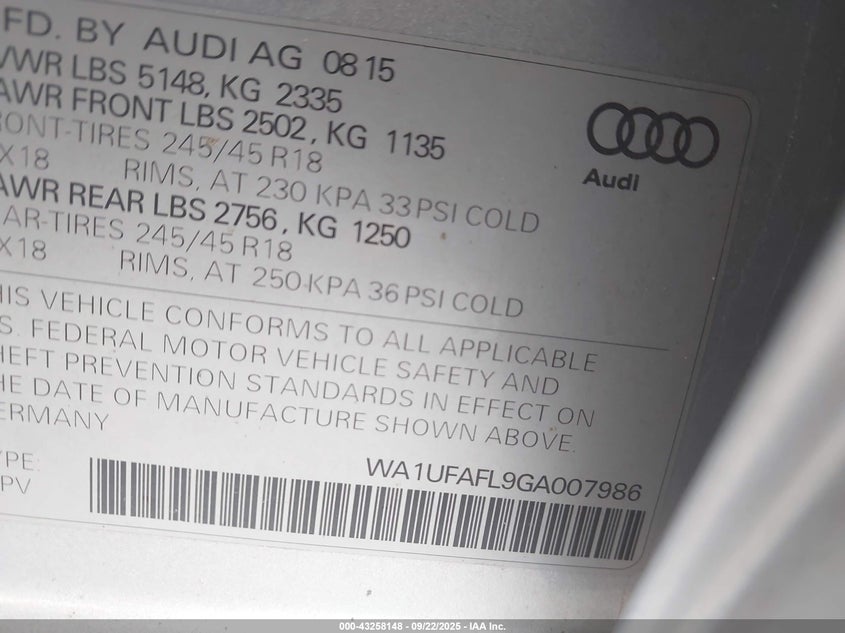 FD. BY AUDI AG 08 15
VWR LBS 5148, KG 2335
AWR FRONT LBS 2502, KG 1135
RONT-TIRES 245/45 R18
X18 RIMS, AT 230 KPA 33 PSI COLD
AWR REAR LBS 2756, KG 1250
AR-TIRES 245/45 R18
X18 RIMS, AT 250 KPA 36 PSI COLD
Audi
HIS VEHICLE CONFORMS TO ALL APPLICABLE
S. FEDERAL MOTOR VEHICLE SAFETY AND
HEFT PREVENTION STANDARDS IN EFFECT ON
HE DATE OF MANUFACTURE SHOWN ABOVE.
ERMANY
WA1UFAFL9GA007986
YPE:
PV
000-43258148 - 09/22/2025 - IAA Inc.